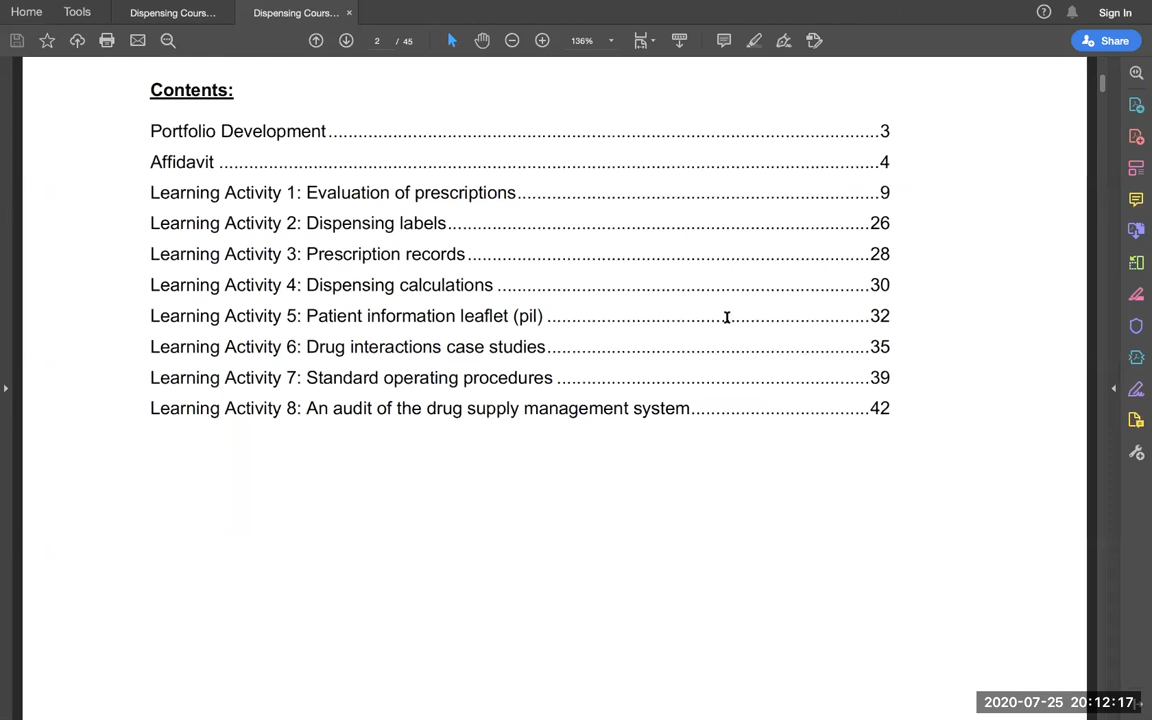 Home Tools Dispensing Cours... Dispensing Cours... × Sign In
2 / 45 136% Share
Contents:
Portfolio Development..............................................................................................................3
Affidavit ....................................................................................................................................4
Learning Activity 1: Evaluation of prescriptions.........................................................................9
Learning Activity 2: Dispensing labels.....................................................................................26
Learning Activity 3: Prescription records.................................................................................28
Learning Activity 4: Dispensing calculations ...........................................................................30
Learning Activity 5: Patient information leaflet (pil) .................................................................32
Learning Activity 6: Drug interactions case studies.................................................................35
Learning Activity 7: Standard operating procedures ...............................................................39
Learning Activity 8: An audit of the drug supply management system....................................42
2020-07-25 20:12:17